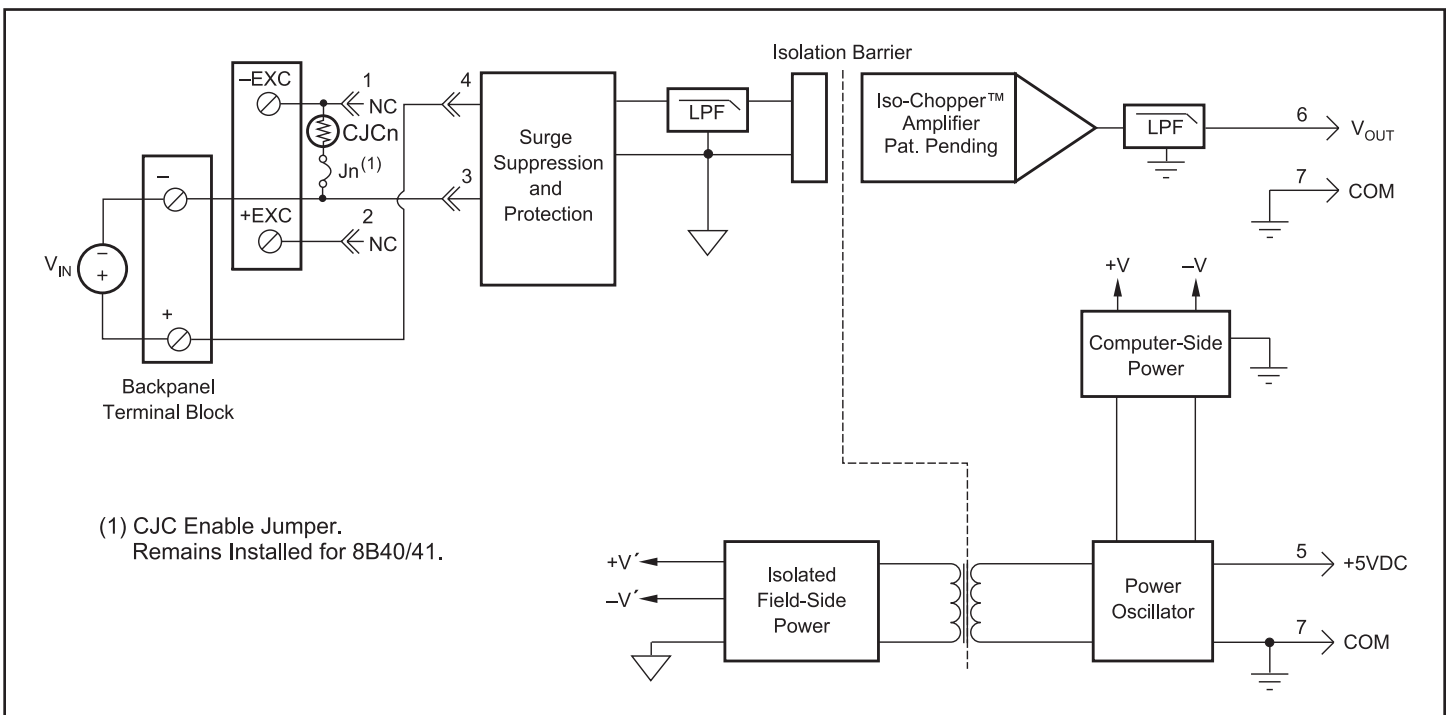 Isolation Barrier
–EXC
1
NC
CJCn
Jn(1)
4
Surge
Suppression
and
Protection
LPF
Iso-Chopper™
Amplifier
Pat. Pending
LPF
6
VOUT
7
COM
–
3
+EXC
2
NC
VIN
–
+
+
Backpanel
Terminal Block
+V
–V
Computer-Side
Power
(1) CJC Enable Jumper.
Remains Installed for 8B40/41.
+V´
–V´
Isolated
Field-Side
Power
Power
Oscillator
5
+5VDC
7
COM